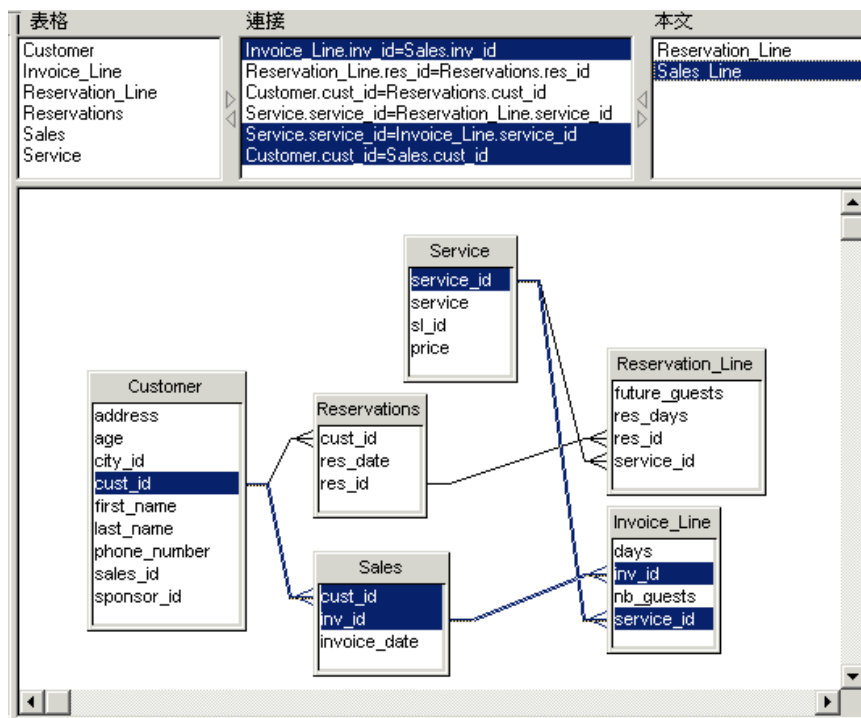 表格
連接
本文
Customer
Invoice_Line
Reservation_Line
Reservations
Sales
Service
Invoice_Line.inv_id=Sales.inv_id
Reservation_Line.res_id=Reservations.res_id
Customer.cust_id=Reservations.cust_id
Service.service_id=Reservation_Line.service_id
Service.service_id=Invoice_Line.service_id
Customer.cust_id=Sales.cust_id
Reservation_Line
Sales_Line
Service
service_id
service
sl_id
price
Customer
address
age
city_id
cust_id
first_name
last_name
phone_number
sales_id
sponsor_id
Reservations
cust_id
res_date
res_id
Sales
cust_id
inv_id
invoice_date
Reservation_Line
future_guests
res_days
res_id
service_id
Invoice_Line
days
inv_id
nb_guests
service_id